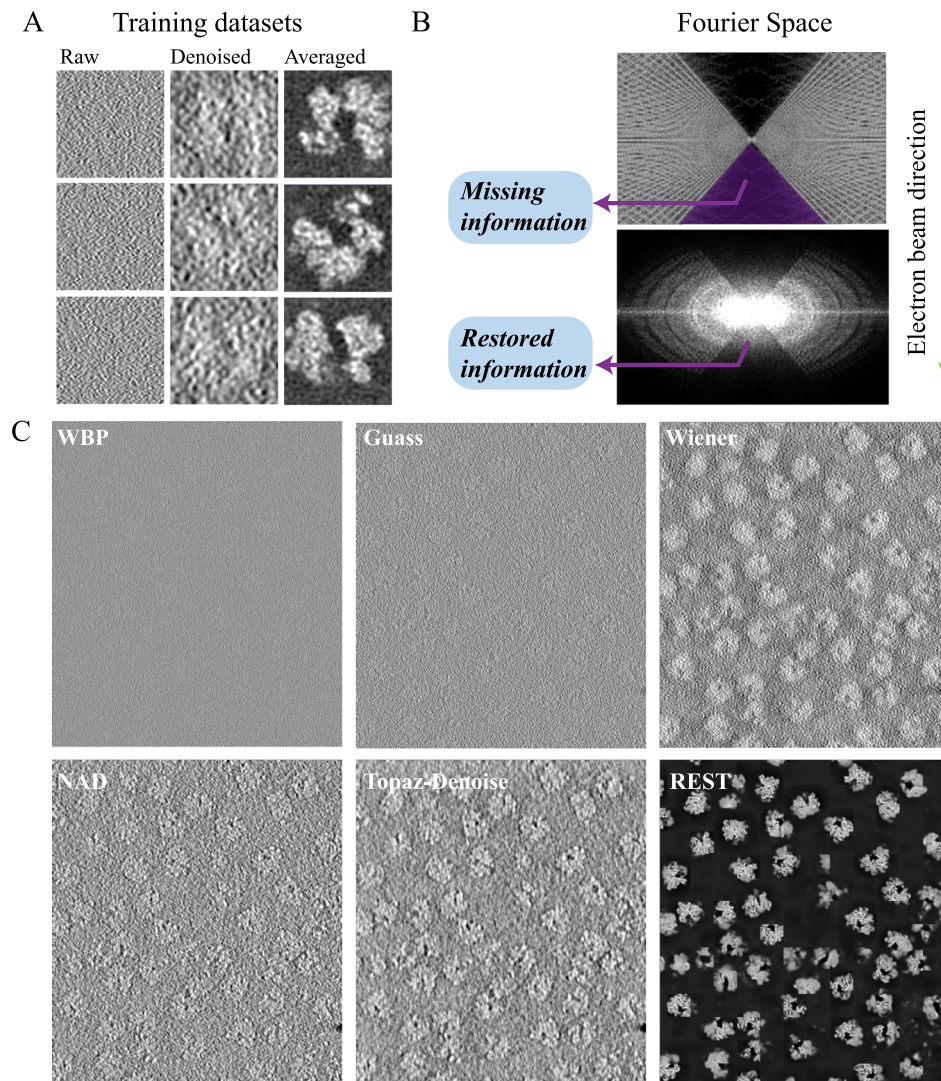 A
Training datasets
Raw
Denoised
Averaged
B
Fourier Space
Missing
information
Restored
information
Electron beam direction
C
WBP
Guass
Wiener
NAD
Topaz-Denoise
REST